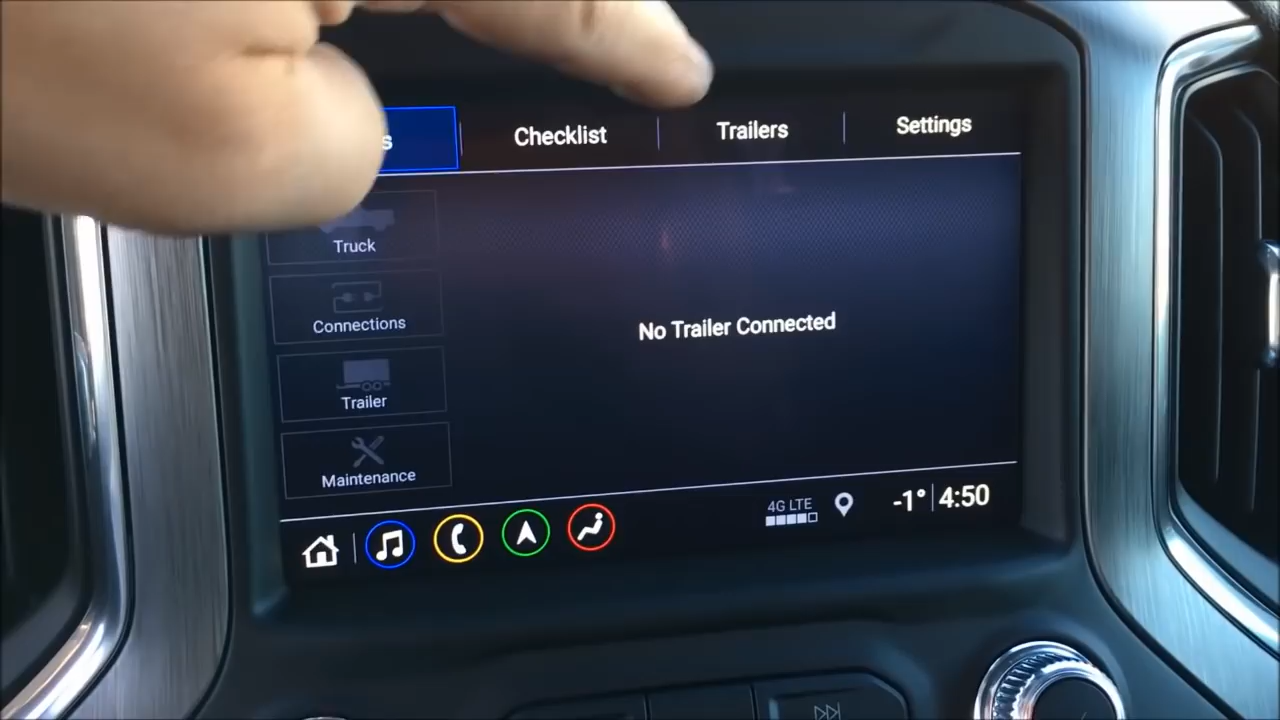 Checklist
Trailers
Settings
Truck
Connections
Trailer
Maintenance
No Trailer Connected
4G LTE
-1° 4:50